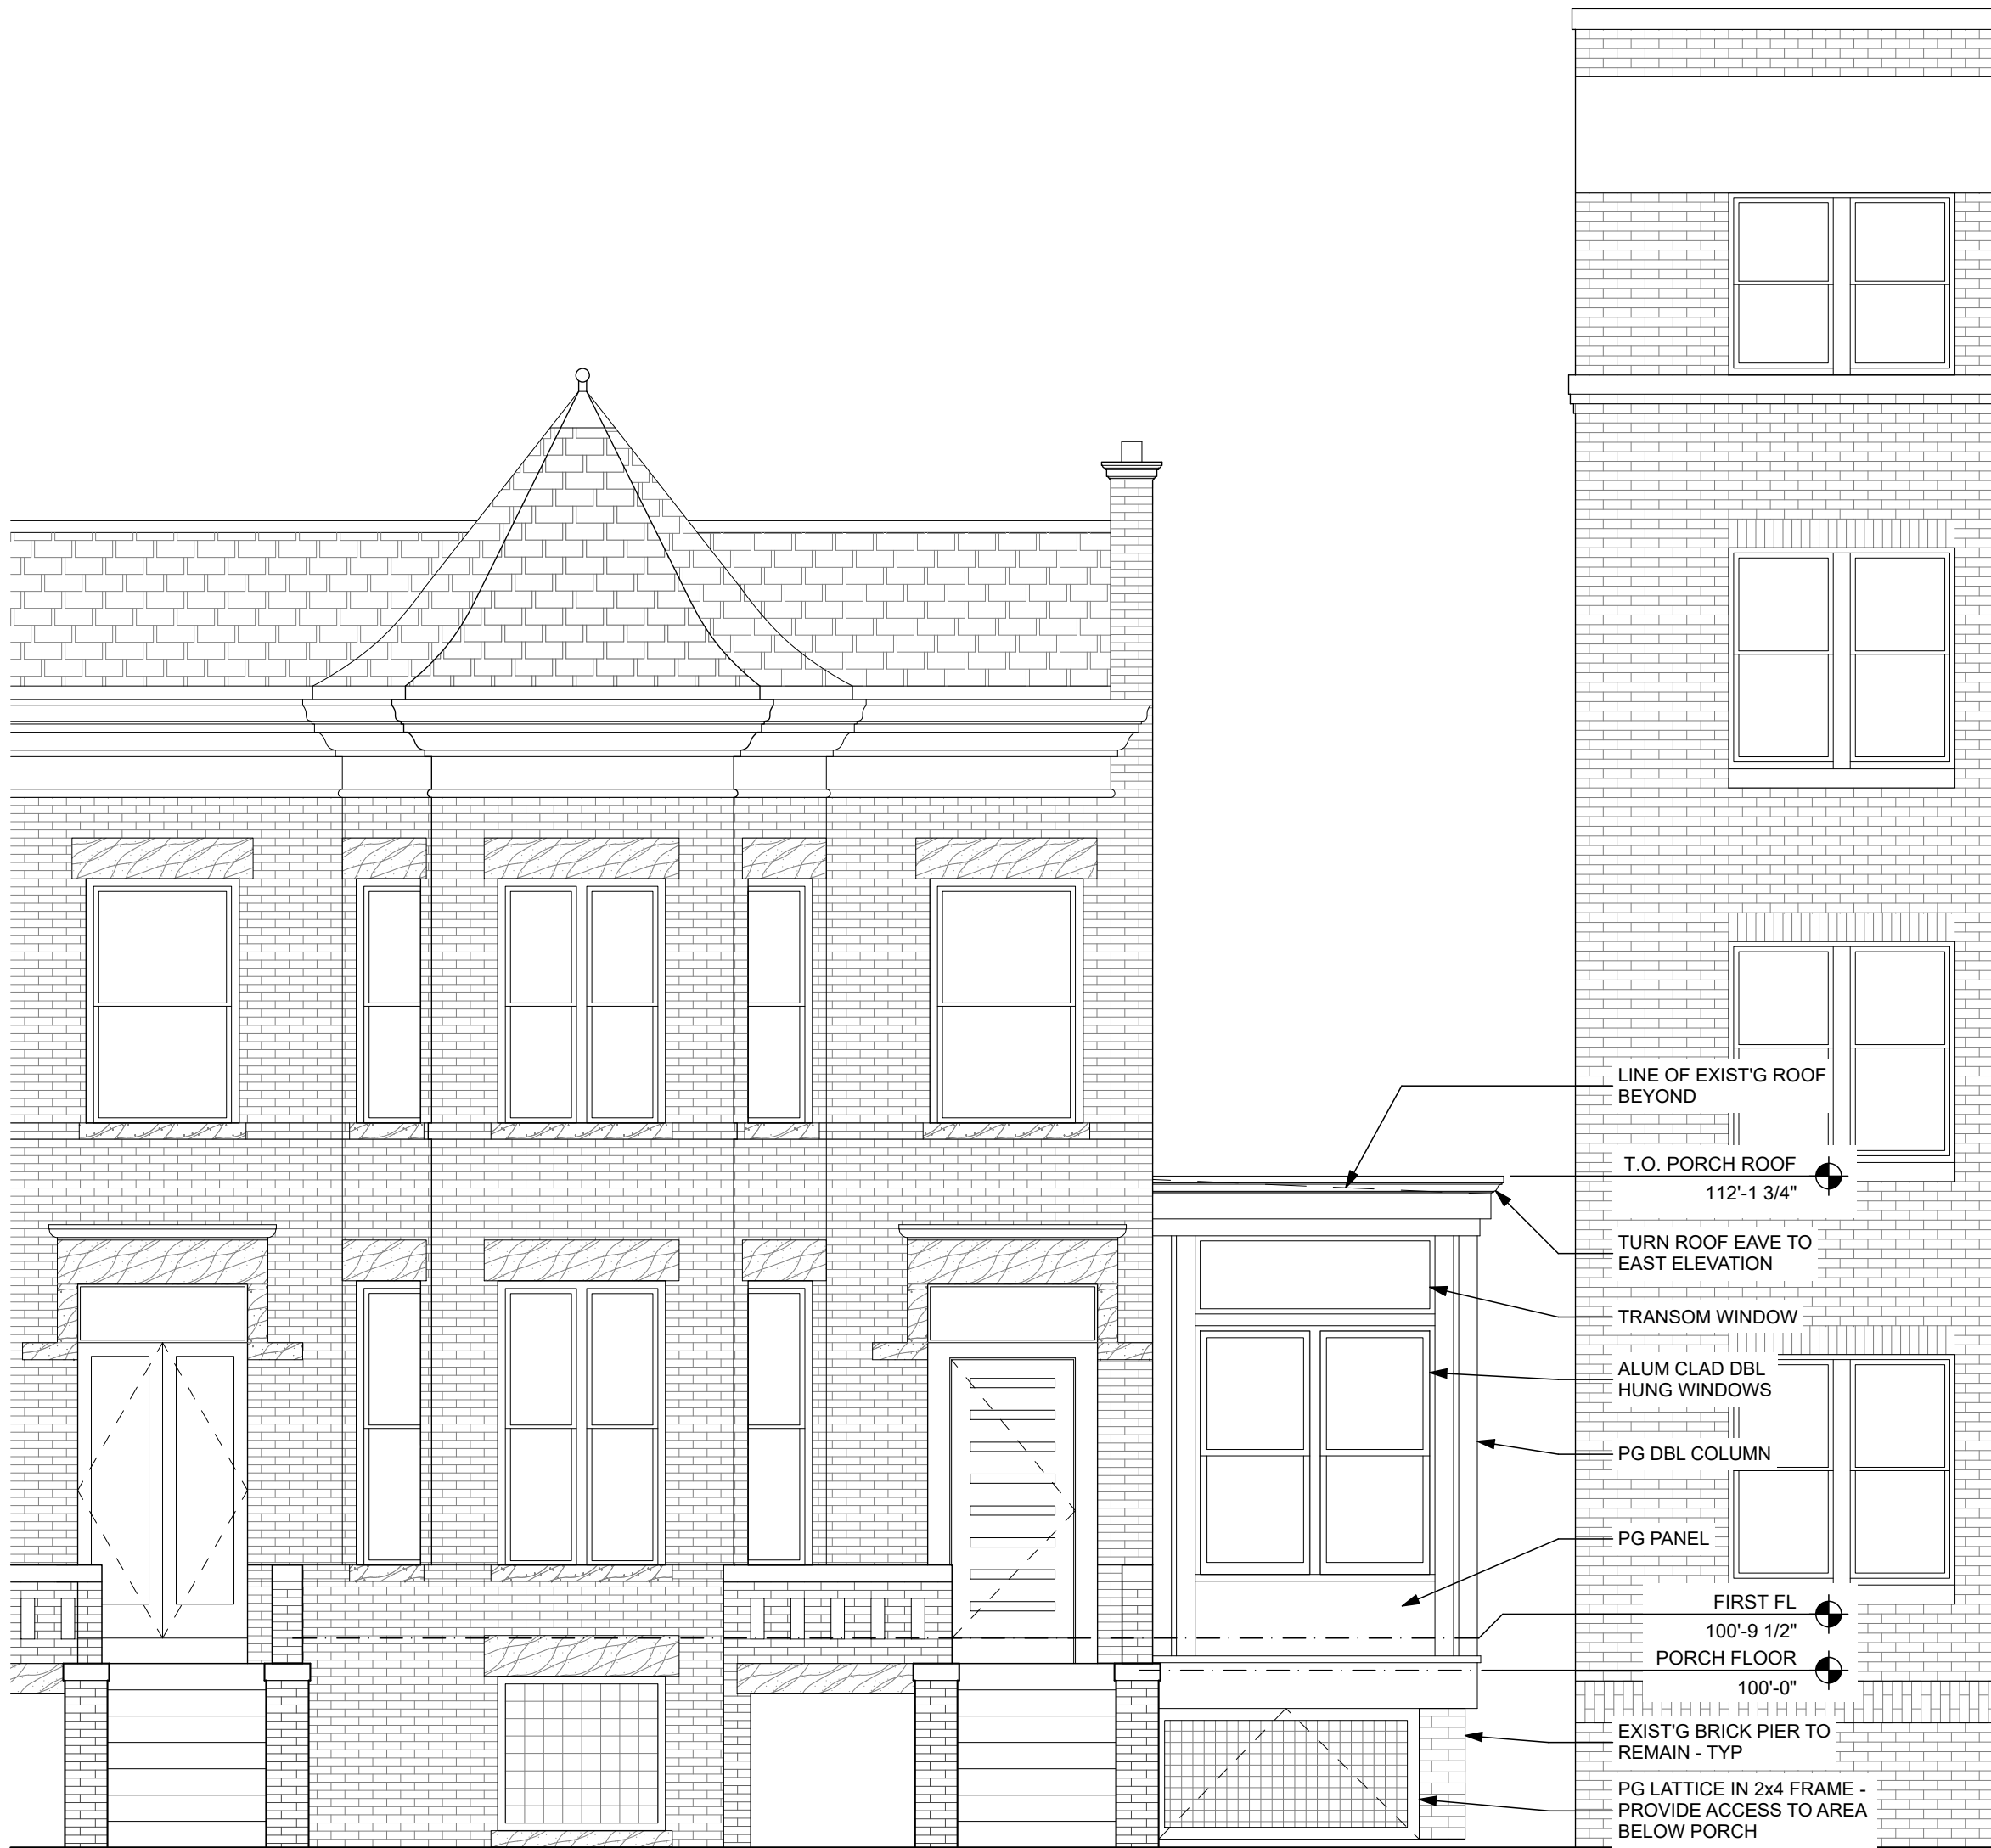 LINE OF EXIST'G ROOF
BEYOND
T.O. PORCH ROOF
112'-1 3/4"
TURN ROOF EAVE TO
EAST ELEVATION
TRANSOM WINDOW
ALUM CLAD DBL
HUNG WINDOWS
PG DBL COLUMN
PG PANEL
FIRST FL
100'-9 1/2"
PORCH FLOOR
100'-0"
EXIST'G BRICK PIER TO
REMAIN - TYP
PG LATTICE IN 2x4 FRAME -
PROVIDE ACCESS TO AREA
BELOW PORCH